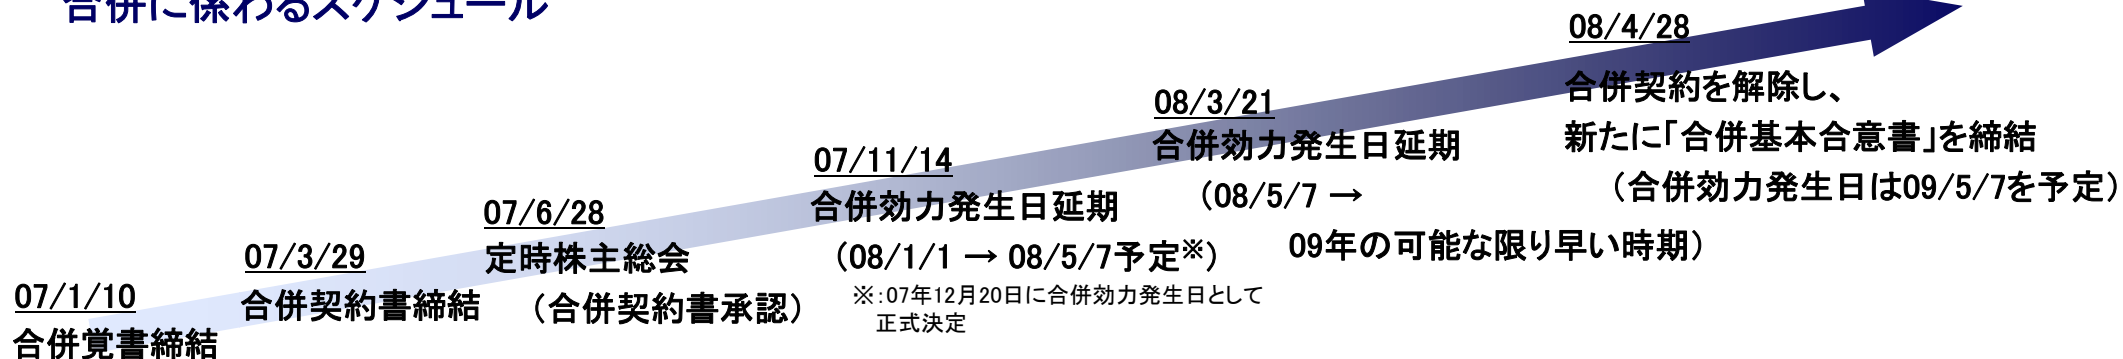 合併に係わるスケジュール
07/1/10
合併覚書締結
07/3/29
合併契約書締結
07/6/28
定時株主総会
（合併契約書承認）
07/11/14
合併効力発生日延期
（08/1/1 → 08/5/7予定※）
※：07年12月20日に合併効力発生日として
正式決定
08/3/21
合併効力発生日延期
（08/5/7 →
09年の可能な限り早い時期）
08/4/28
合併契約を解除し、
新たに「合併基本合意書」を締結
（合併効力発生日は09/5/7を予定）